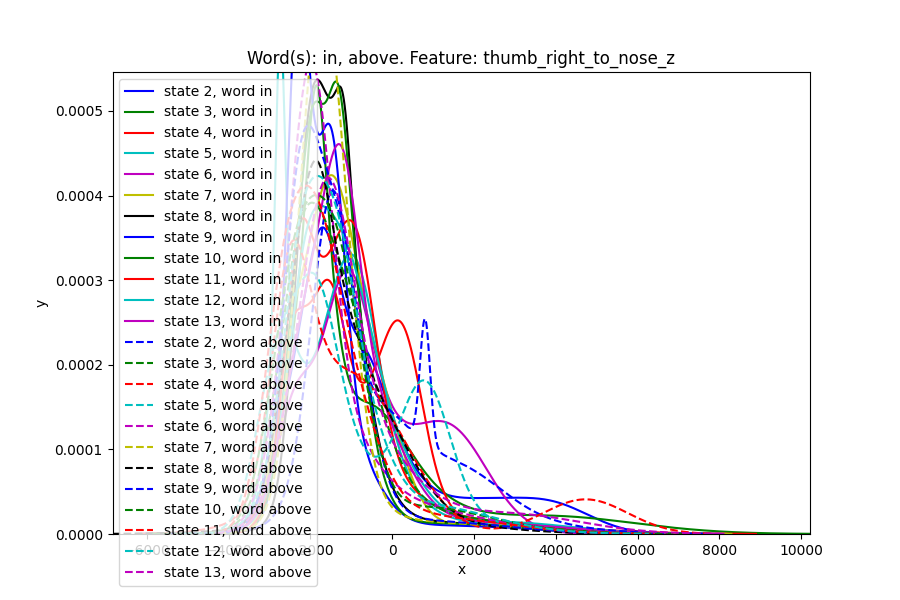 Word(s): in, above. Feature: thumb_right_to_nose_z
y
0.0005
0.0004
0.0003
0.0002
0.0001
0.0000
state 2, word in
state 3, word in
state 4, word in
state 5, word in
state 6, word in
state 7, word in
state 8, word in
state 9, word in
state 10, word in
state 11, word in
state 12, word in
state 13, word in
state 2, word above
state 3, word above
state 4, word above
state 5, word above
state 6, word above
state 7, word above
state 8, word above
state 9, word above
state 10, word above
state 11, word above
state 12, word above
state 13, word above
−6000 −4000 −2000 0 2000 4000 6000 8000 10000
x